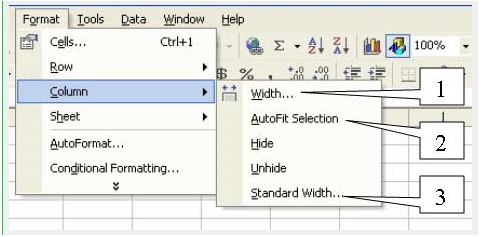 Format Tools Data Window Help
Cells... Ctrl+1
100%
Row
$ % ,
Column
Width...
1
Sheet
AutoFit Selection
2
AutoFormat...
Hide
Conditional Formatting...
Unhide
Standard Width...
3